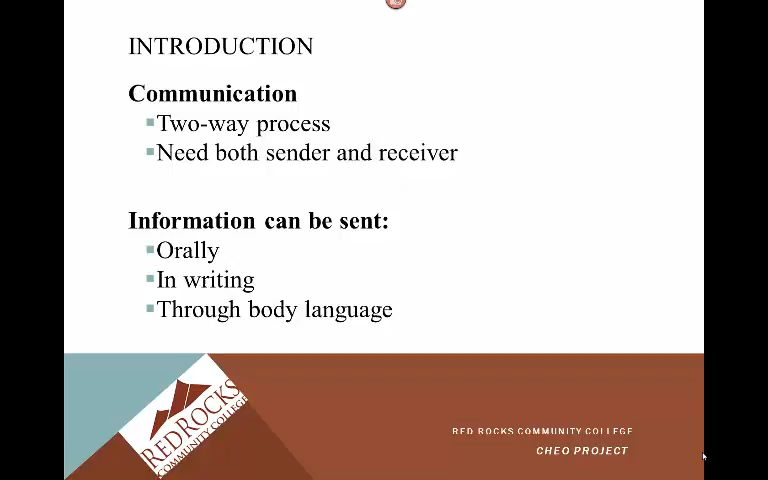 INTRODUCTION
Communication
▪Two-way process
▪Need both sender and receiver
Information can be sent:
▪Orally
▪In writing
▪Through body language
RED ROCKS
COMMUNITY COLLEGE
RED ROCKS COMMUNITY COLLEGE
CHEO PROJECT